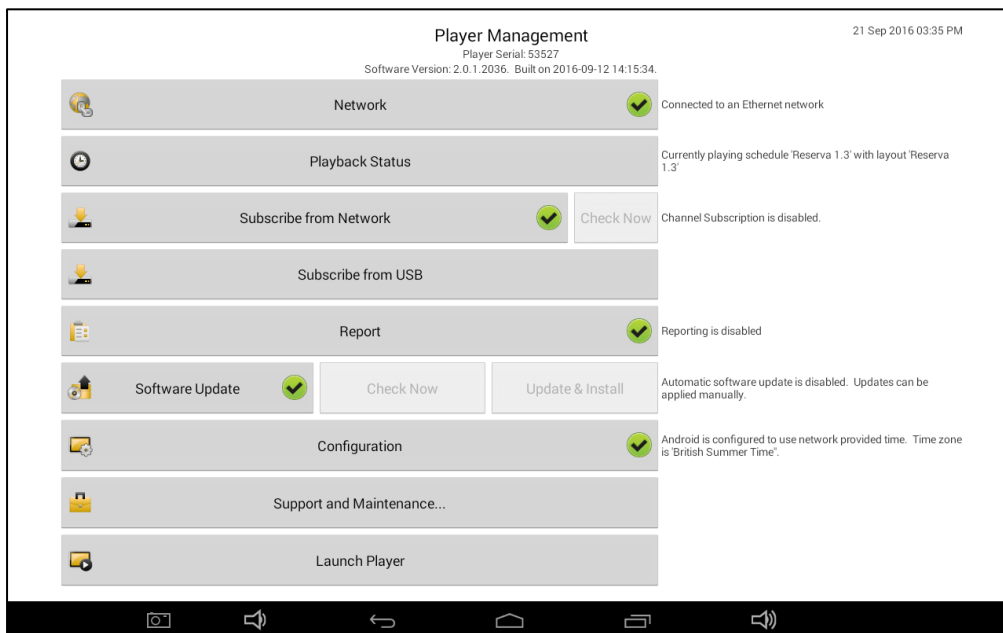 Player Management
21 Sep 2016 03:35 PM
Player Serial: 53527
Software Version: 2.0.1.2036. Built on 2016-09-12 14:15:34.
Network
Connected to an Ethernet network
Playback Status
Currently playing schedule 'Reserva 1.3' with layout 'Reserva
1.3'
Subscribe from Network
Check Now
Channel Subscription is disabled.
Subscribe from USB
Report
Reporting is disabled
Software Update
Check Now
Update & Install
Automatic software update is disabled. Updates can be
applied manually.
Configuration
Android is configured to use network provided time. Time zone
is 'British Summer Time".
Support and Maintenance...
Launch Player